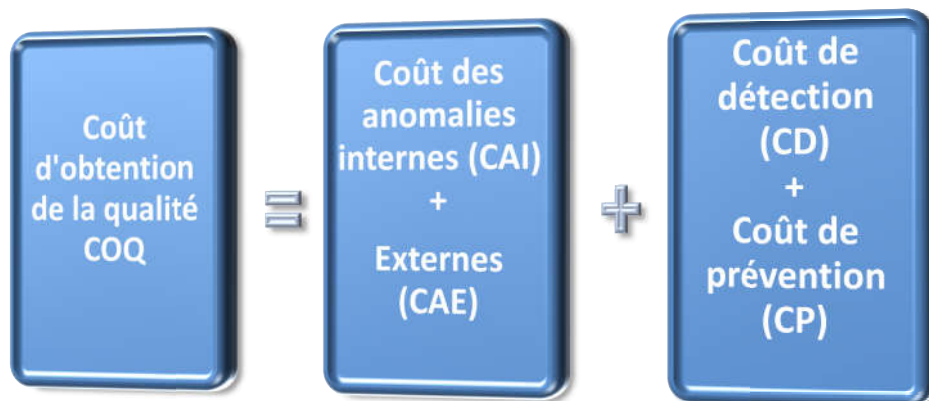 Coût
d'obtention
de la qualité
COQ
=
Coût des
anomalies
internes (CAI)
+
Externes
(CAE)
+
Coût de
détection
(CD)
+
Coût de
prévention
(CP)